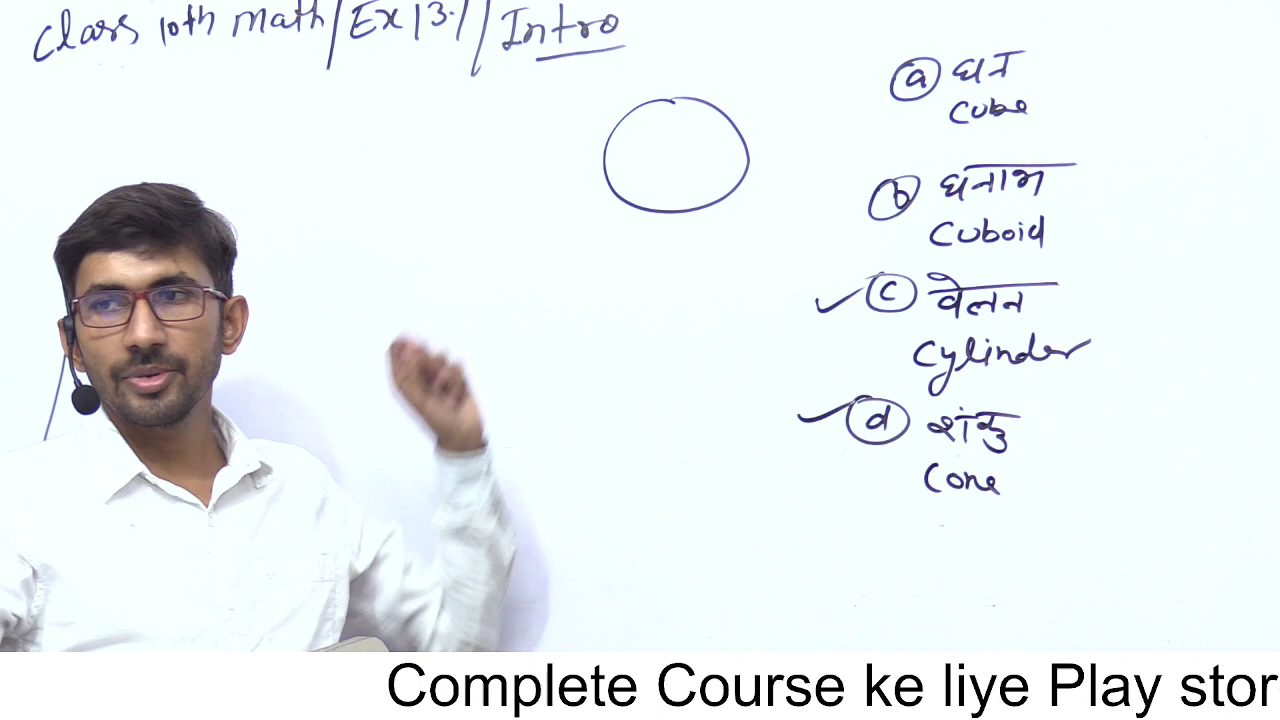 Class 10th math/Ex 13.1/Intro
ⓐ घन
Cube
ⓑ घनाभ
Cuboid
✓ ⓒ वेलन
Cylinder
✓ ⓓ शंकु
Cone
Complete Course ke liye Play stor